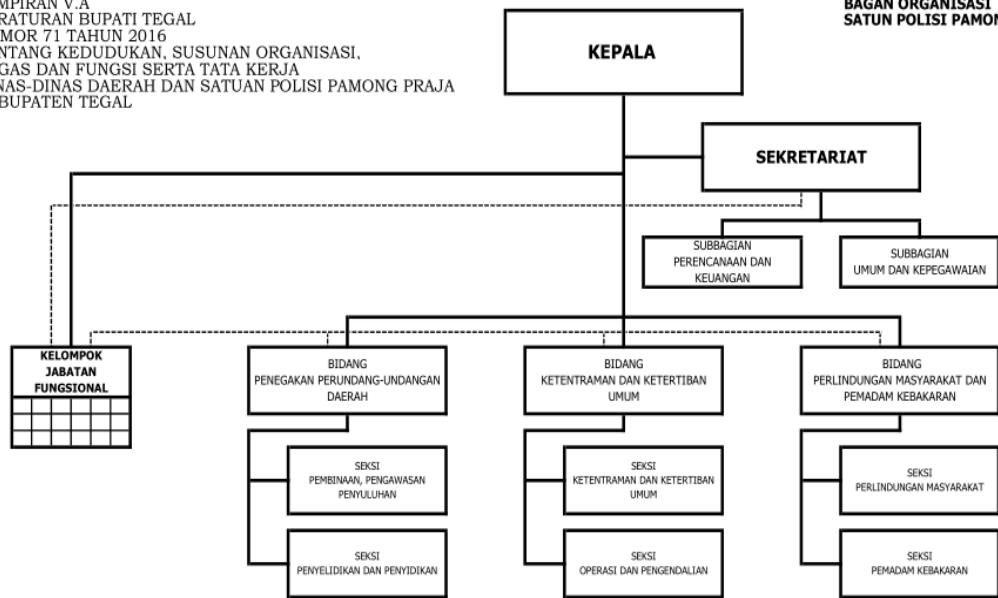 MPIRAN V.A
RATURAN BUPATI TEGAL
MOR 71 TAHUN 2016
NTANG KEDUDUKAN, SUSUNAN ORGANISASI,
GAS DAN FUNGSI SERTA TATA KERJA
NAS-DINAS DAERAH DAN SATUAN POLISI PAMONG PRAJA
BUPATEN TEGAL
BAGAN ORGANISASI
SATUN POLISI PAMON
KEPALA
SEKRETARIAT
SUBBAGIAN
PERENCANAAN DAN
KEUANGAN
SUBBAGIAN
UMUM DAN KEPEGAWAIAN
KELOMPOK
JABATAN
FUNGSIONAL
BIDANG
PENEGAKAN PERUNDANG-UNDANGAN
DAERAH
BIDANG
KETENTRAMAN DAN KETERTIBAN
UMUM
BIDANG
PERLINDUNGAN MASYARAKAT DAN
PEMADAM KEBAKARAN
SEKSI
PEMBINAAN, PENGAWASAN
PENYULUHAN
SEKSI
KETENTRAMAN DAN KETERTIBAN
UMUM
SEKSI
PERLINDUNGAN MASYARAKAT
SEKSI
PENYELIDIKAN DAN PENYIDIKAN
SEKSI
OPERASI DAN PENGENDALIAN
SEKSI
PEMADAM KEBAKARAN